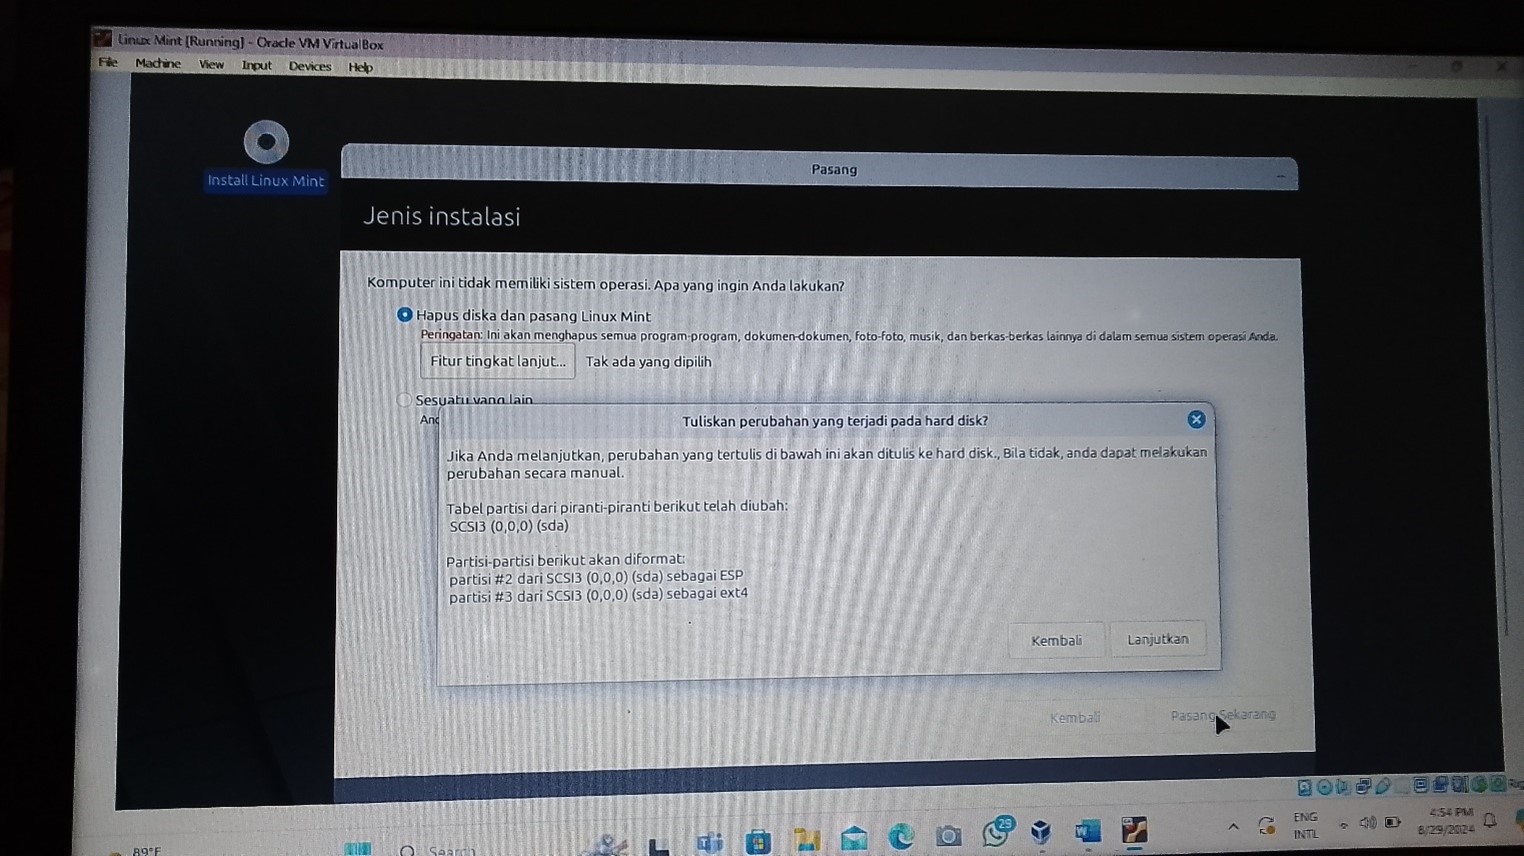 Linux Mint [Running] - Oracle VM VirtualBox
File Machine View Input Devices Help
Install Linux Mint
Pasang
Jenis instalasi
Komputer ini tidak memiliki sistem operasi. Apa yang ingin Anda lakukan?
Hapus diska dan pasang Linux Mint
Peringatan: Ini akan menghapus semua program-program, dokumen-dokumen, foto-foto, musik, dan berkas-berkas lainnya di dalam semua sistem operasi Anda.
Fitur tingkat lanjut... Tak ada yang dipilih
Sesuatu yang lain
Tuliskan perubahan yang terjadi pada hard disk?
Jika Anda melanjutkan, perubahan yang tertulis di bawah ini akan ditulis ke hard disk., Bila tidak, anda dapat melakukan
perubahan secara manual.
Tabel partisi dari piranti-piranti berikut telah diubah:
SCSI3 (0,0,0) (sda)
Partisi-partisi berikut akan diformat:
partisi #2 dari SCSI3 (0,0,0) (sda) sebagai ESP
partisi #3 dari SCSI3 (0,0,0) (sda) sebagai ext4
Kembali Lanjutkan
Kembali Pasang Sekarang
89°F
Search
29
ENG
INTL
4:54 PM
8/29/2024